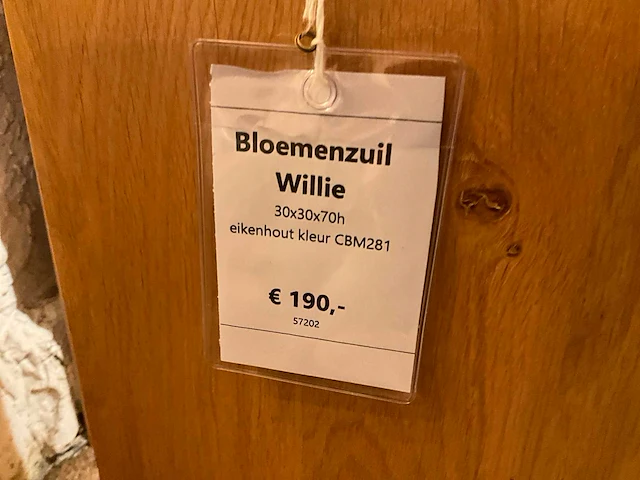 Bloemenzuil
Willie
30x30x70h
eikenhout kleur CBM281
€ 190,-
57202